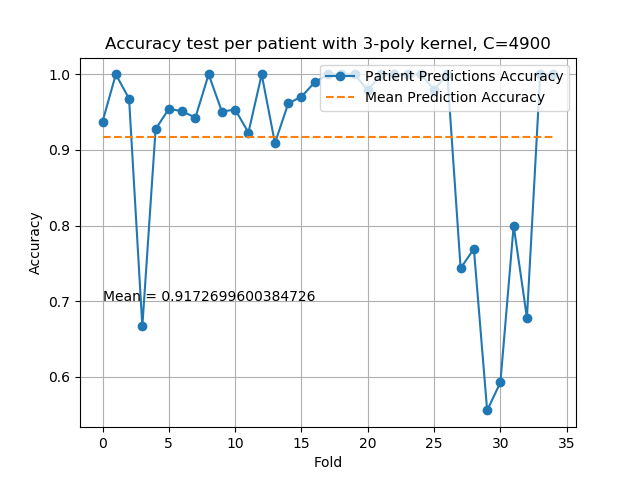 Accuracy test per patient with 3-poly kernel, C=4900
Patient Predictions Accuracy
Mean Prediction Accuracy
1.0
0.9
0.8
0.7
0.6
Accuracy
Mean = 0.9172699600384726
0 5 10 15 20 25 30 35
Fold